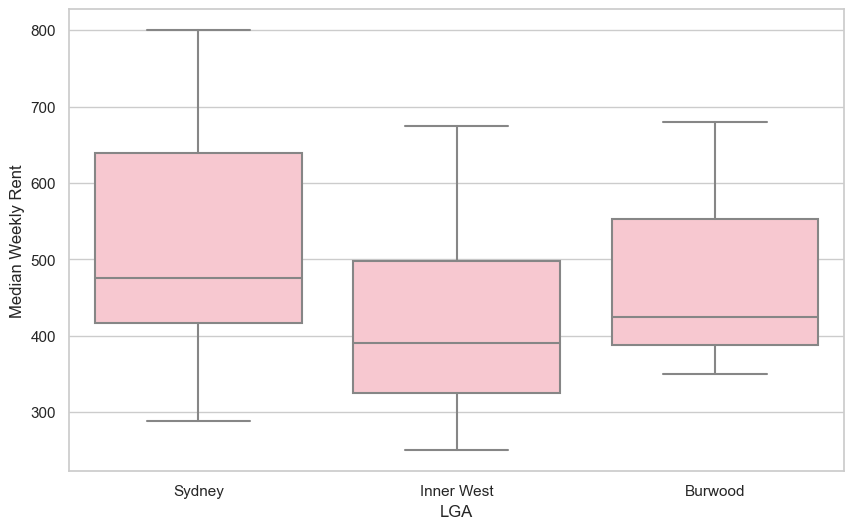 800
700
600
500
400
300
Median Weekly Rent
Sydney
Inner West
Burwood
LGA